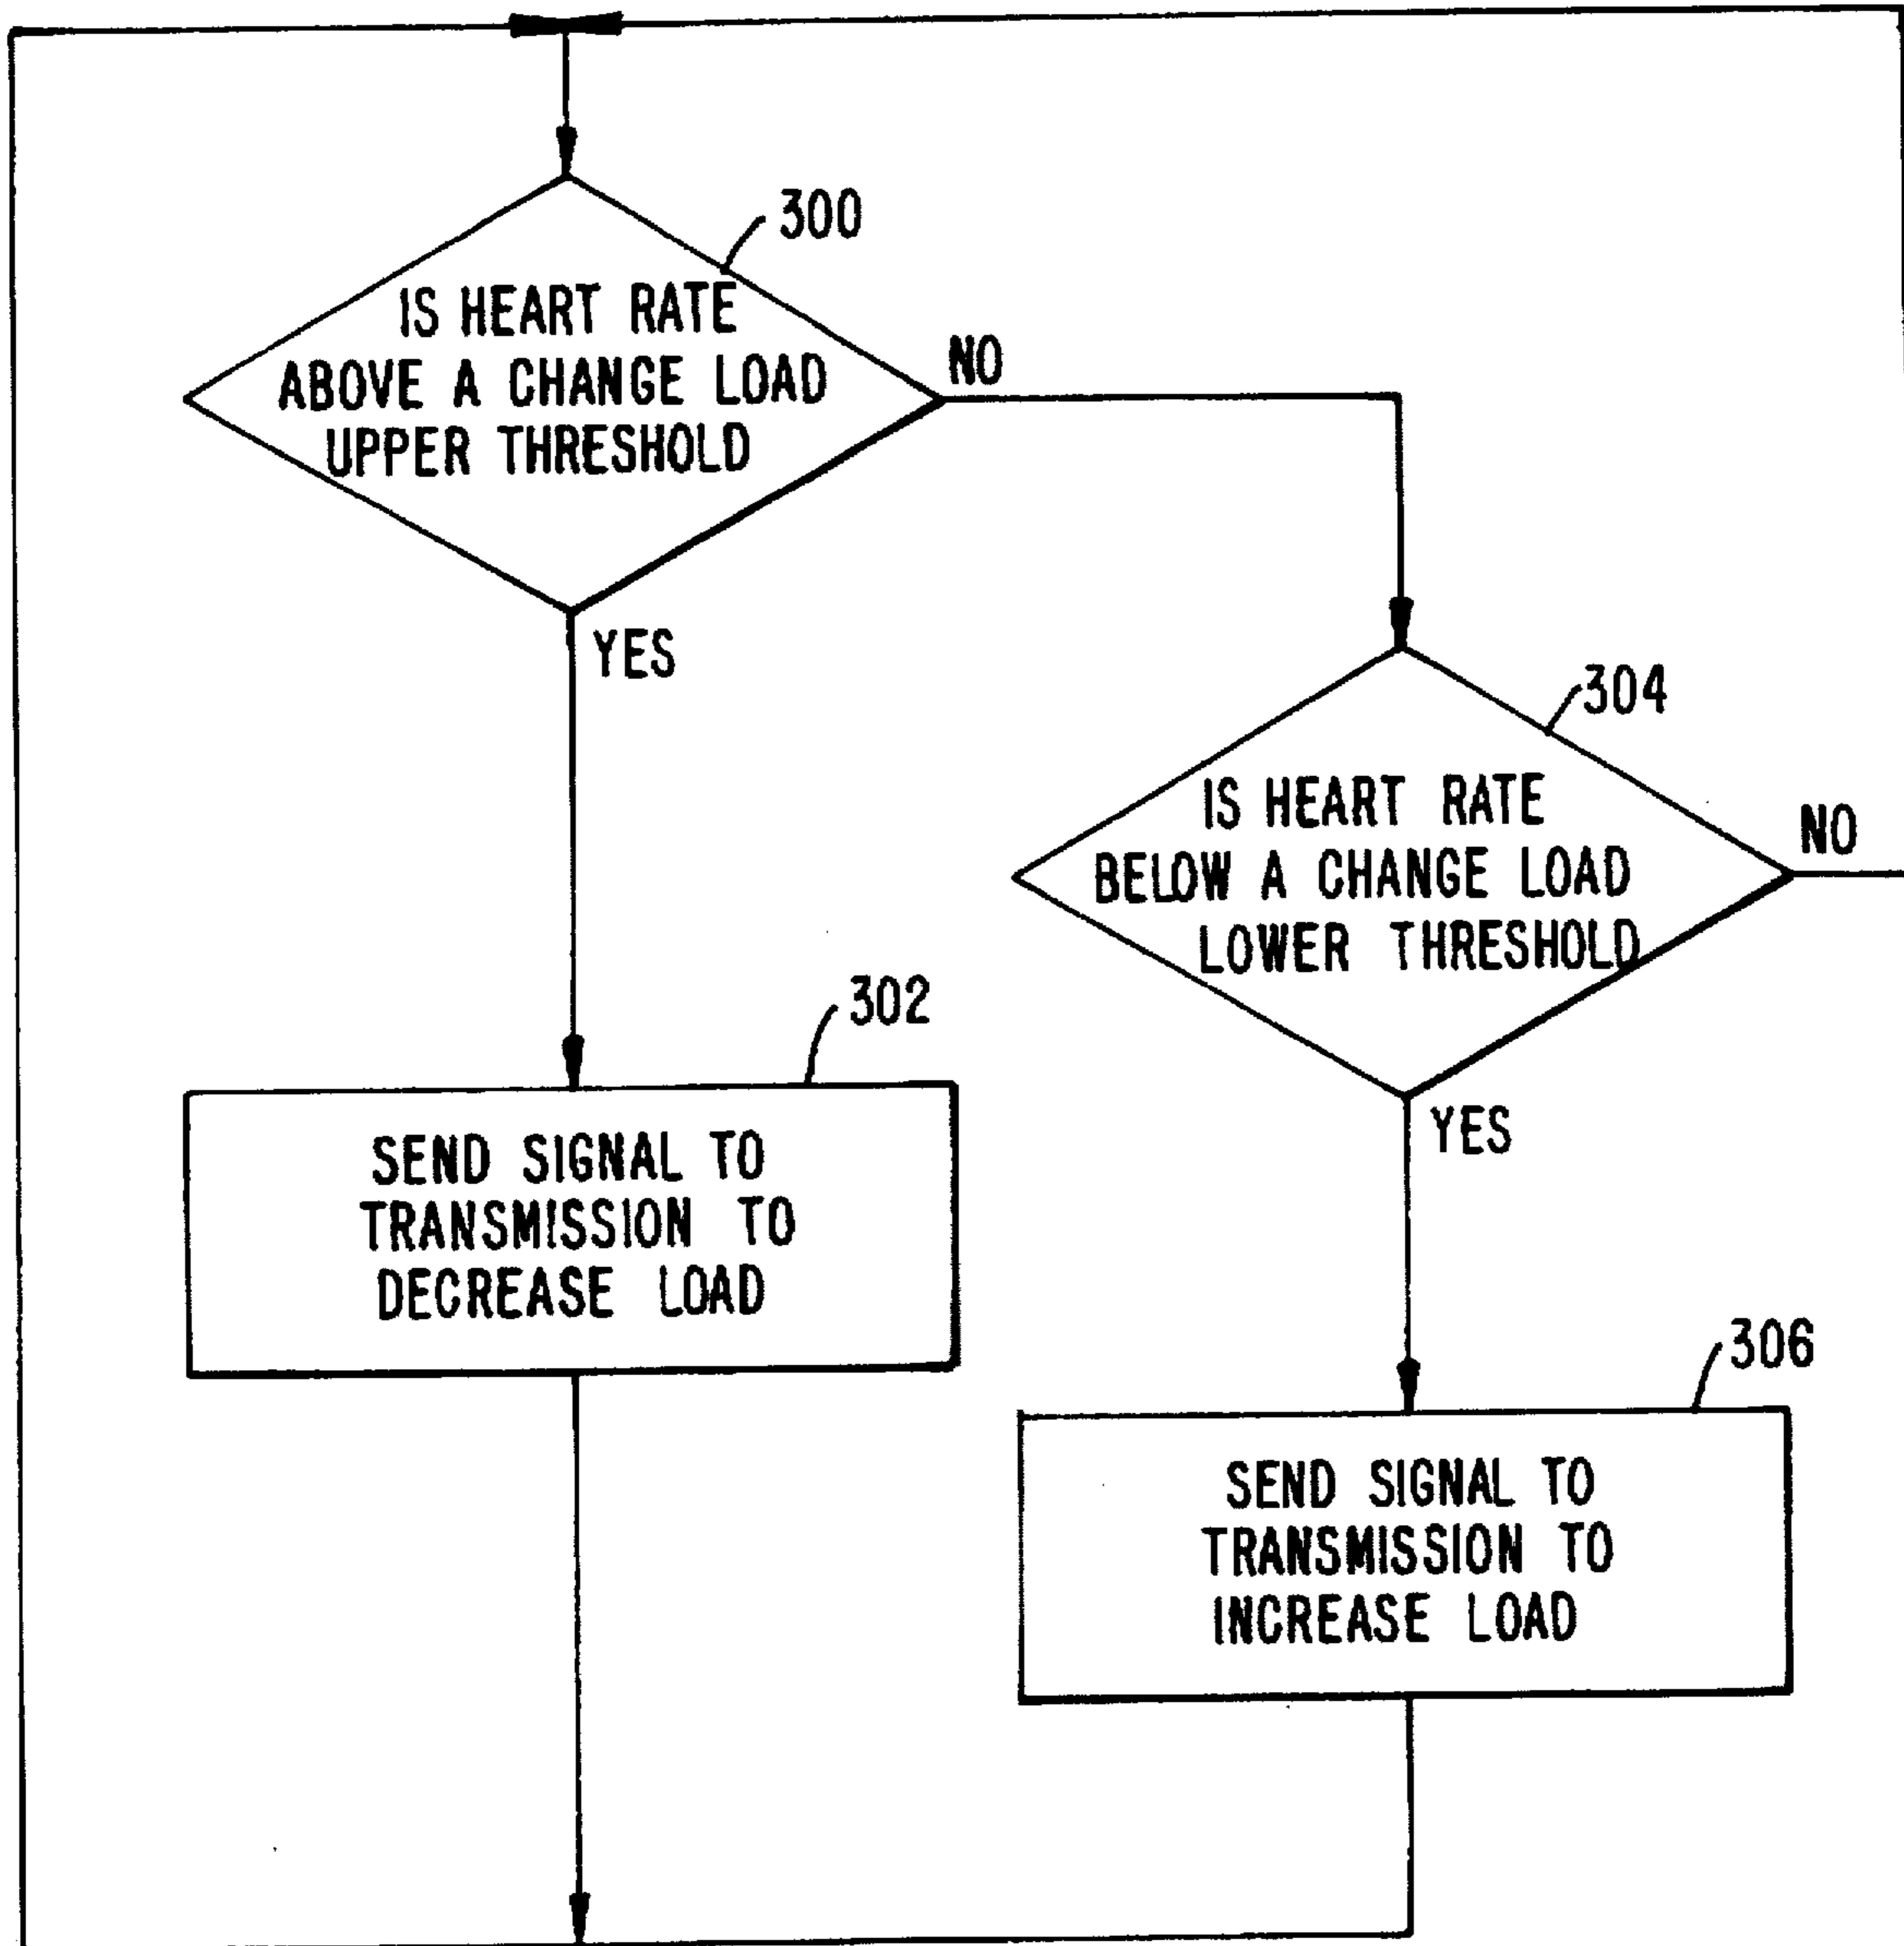 300
IS HEART RATE
ABOVE A CHANGE LOAD
UPPER THRESHOLD
NO
YES
304
IS HEART RATE
BELOW A CHANGE LOAD
LOWER THRESHOLD
NO
YES
302
SEND SIGNAL TO
TRANSMISSION TO
DECREASE LOAD
306
SEND SIGNAL TO
TRANSMISSION TO
INCREASE LOAD